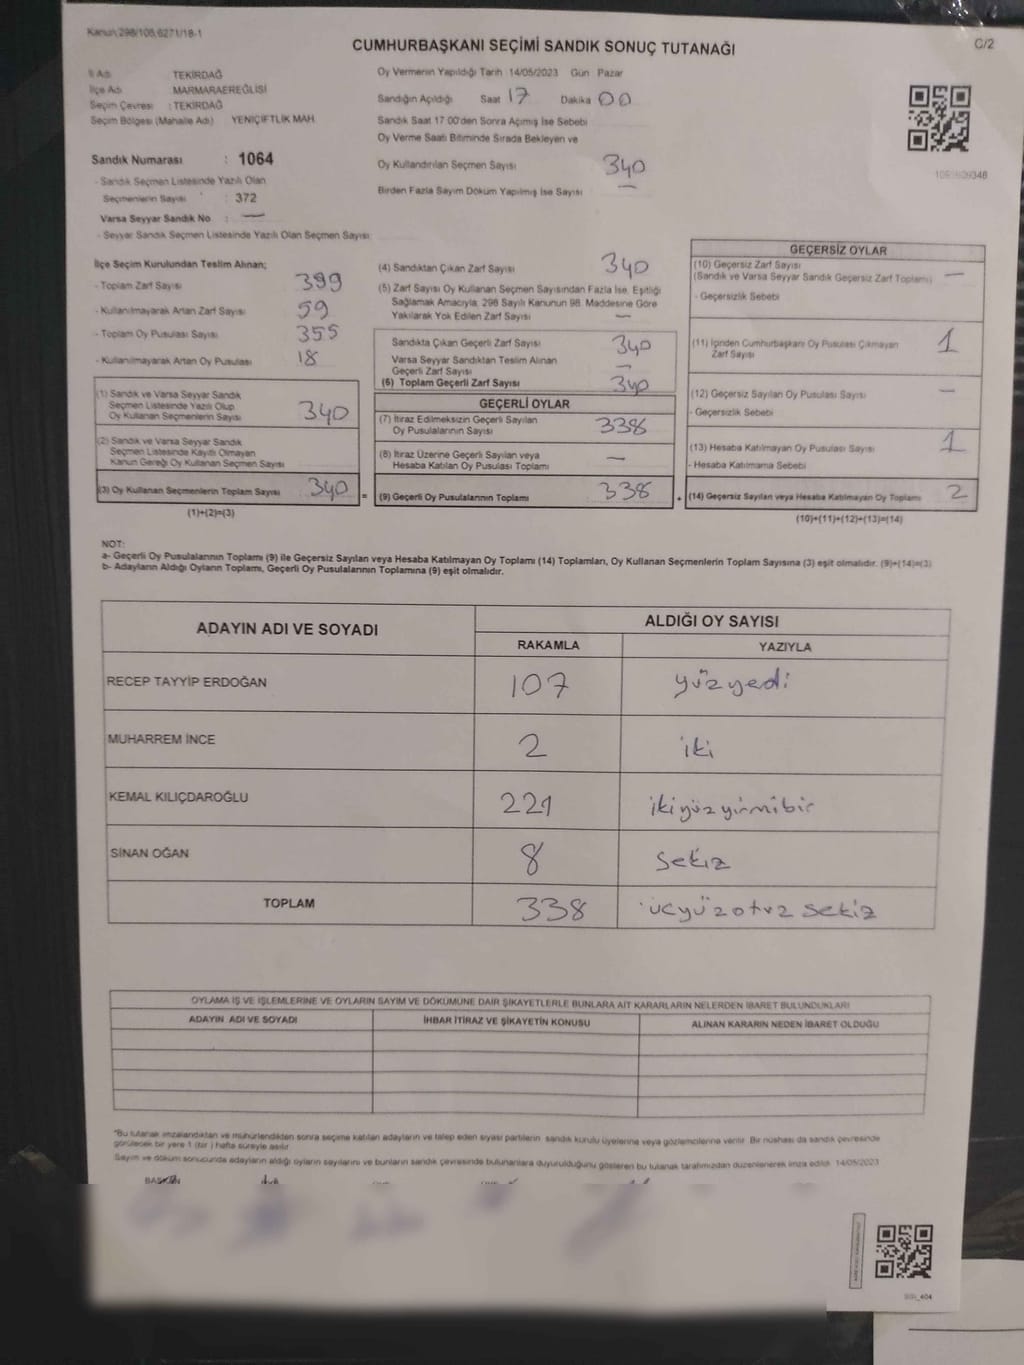 Kanun 298/108,6271/18-1
CUMHURBAŞKANI SEÇİMİ SANDIK SONUÇ TUTANAĞI
C/2
İl Adı TEKİRDAĞ
İlçe Adı MARMARAEREĞLİSİ
Seçim Çevresi : TEKİRDAĞ
Seçim Bölgesi (Mahalle Adı) YENİÇİFTLİK MAH.
Sandık Numarası : 1064
- Sandık Seçmen Listesinde Yazılı Olan
Seçmenlerin Sayısı : 372
Varsa Seyyar Sandık No : —
- Seyyar Sandık Seçmen Listesinde Yazılı Olan Seçmen Sayısı
Oy Vermenin Yapıldığı Tarih 14/05/2023 Gün Pazar
Sandığın Açıldığı Saat 17 Dakika 00
Sandık Saat 17.00'den Sonra Açılmış İse Sebebi
Oy Verme Saati Bitiminde Sırada Bekleyen ve
Oy Kullandırılan Seçmen Sayısı 340
Birden Fazla Sayım Döküm Yapılmış İse Sayısı —
İlçe Seçim Kurulundan Teslim Alınan;
- Toplam Zarf Sayısı 399
- Kullanılmayarak Artan Zarf Sayısı 59
- Toplam Oy Pusulası Sayısı 355
- Kullanılmayarak Arten Oy Pusulası 18
(1) Sandık ve Varsa Seyyar Sandık
Seçmen Listesinde Yazılı Olup
Oy Kullanan Seçmenlerin Sayısı 340
(2) Sandık ve Varsa Seyyar Sandık
Seçmen Listesinde Kayıtlı Olmayan
Kanun Gereği Oy Kullanan Seçmen Sayısı
(3) Oy Kullanan Seçmenlerin Toplam Sayısı 340 =
(1)+(2)=(3)
(4) Sandıktan Çıkan Zarf Sayısı 340
(5) Zarf Sayısı Oy Kullanan Seçmen Sayısından Fazla İse, Eşitliği
Sağlamak Amacıyla, 298 Sayılı Kanunun 98. Maddesine Göre
Yakılarak Yok Edilen Zarf Sayısı —
Sandıkta Çıkan Geçerli Zarf Sayısı 340
Varsa Seyyar Sandıktan Teslim Alınan
Geçerli Zarf Sayısı —
(6) Toplam Geçerli Zarf Sayısı 340
GEÇERLİ OYLAR
(7) İtiraz Edilmeksizin Geçerli Sayılan
Oy Pusulalarının Sayısı 338
(8) İtiraz Üzerine Geçerli Sayılan veya
Hesaba Katılan Oy Pusulası Toplamı —
(9) Geçerli Oy Pusulalarının Toplamı 338 +
GEÇERSİZ OYLAR
(10) Geçersiz Zarf Sayısı
(Sandık ve Varsa Seyyar Sandık Geçersiz Zarf Toplamı) —
- Geçersizlik Sebebi
(11) İçinden Cumhurbaşkanı Oy Pusulası Çıkmayan
Zarf Sayısı 1
(12) Geçersiz Sayılan Oy Pusulası Sayısı —
- Geçersizlik Sebebi
(13) Hesaba Katılmayan Oy Pusulası Sayısı 1
- Hesaba Katılmama Sebebi
(14) Geçersiz Sayılan veya Hesaba Katılmayan Oy Toplamı 2
(10)+(11)+(12)+(13)=(14)
NOT:
a- Geçerli Oy Pusulalarının Toplamı (9) ile Geçersiz Sayılan veya Hesaba Katılmayan Oy Toplamı (14) Toplamları, Oy Kullanan Seçmenlerin Toplam Sayısına (3) eşit olmalıdır. (9)+(14)=(3)
b- Adayların Aldığı Oyların Toplamı, Geçerli Oy Pusulalarının Toplamına (9) eşit olmalıdır.
ADAYIN ADI VE SOYADI
ALDIĞI OY SAYISI
RAKAMLA YAZIYLA
RECEP TAYYİP ERDOĞAN 107 yüzyedi
MUHARREM İNCE 2 iki
KEMAL KILIÇDAROĞLU 221 ikiyüzyirmibir
SİNAN OĞAN 8 sekiz
TOPLAM 338 üçyüzotuz sekiz
OYLAMA İŞ VE İŞLEMLERİNE VE OYLARIN SAYIM VE DÖKÜMÜNE DAİR ŞİKAYETLERLE BUNLARA AİT KARARLARIN NELERDEN İBARET BULUNDUKLARI
ADAYIN ADI VE SOYADI İHBAR İTİRAZ VE ŞİKAYETİN KONUSU ALINAN KARARIN NEDEN İBARET OLDUĞU
*Bu tutanak imzalandıktan ve mühürlendikten sonra seçime katılan adayların ve talep eden siyasi partilerin sandık kurulu üyelerine veya gözlemcilerine verilir. Bir nüshası da sandık çevresinde
görülecek bir yere 1 (bir ) hafta süreyle asılır
Sayım ve döküm sonucunda adayların aldığı oyların sayılarını ve bunların sandık çevresinde bulunanlara duyurulduğunu gösteren bu tutanak tarafımızdan düzenlenerek imza edildi. 14/05/2023
BAŞKAN